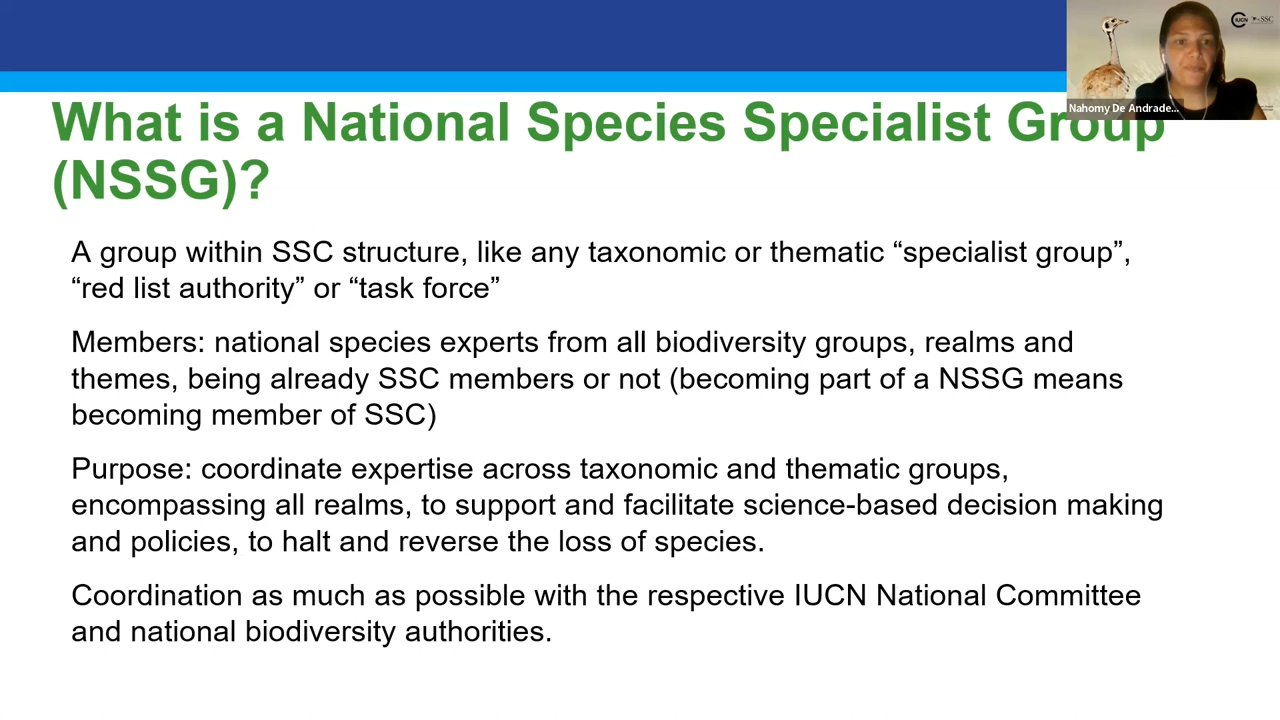 What is a National Species Specialist Group
(NSSG)?
A group within SSC structure, like any taxonomic or thematic “specialist group”,
“red list authority” or “task force”
Members: national species experts from all biodiversity groups, realms and
themes, being already SSC members or not (becoming part of a NSSG means
becoming member of SSC)
Purpose: coordinate expertise across taxonomic and thematic groups,
encompassing all realms, to support and facilitate science-based decision making
and policies, to halt and reverse the loss of species.
Coordination as much as possible with the respective IUCN National Committee
and national biodiversity authorities.
IUCN SSC
Nahomy De Andrade...